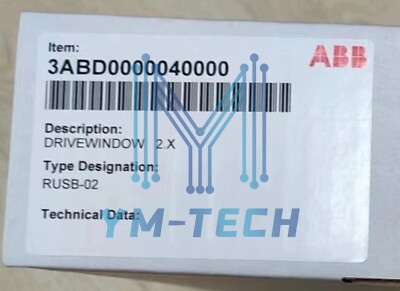 Item:
3ABD0000040000
ABB
Description:
DRIVEWINDOW 2.X
Type Designation:
RUSB-02
Technical Data:
YM-TECH